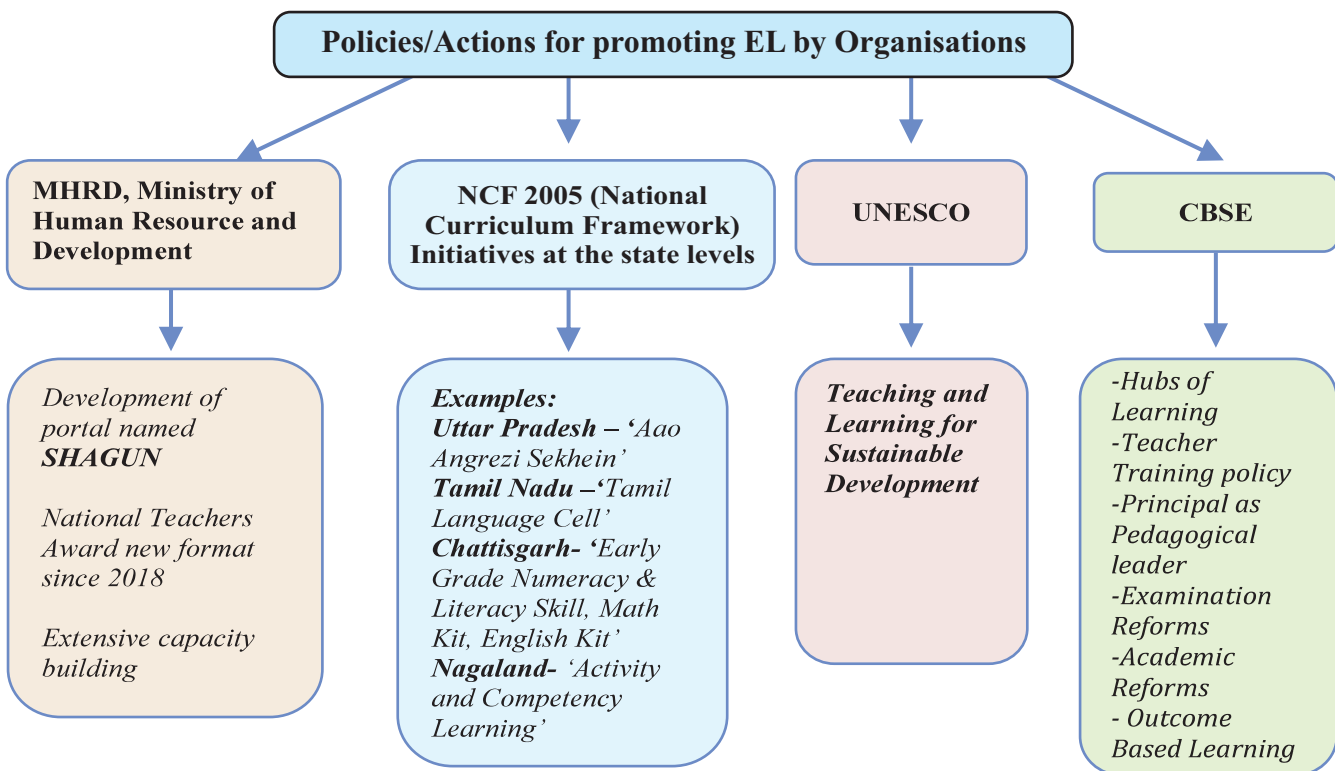 Policies/Actions for promoting EL by Organisations
MHRD, Ministry of
Human Resource and
Development
NCF 2005 (National
Curriculum Framework)
Initiatives at the state levels
UNESCO
CBSE
Development of
portal named
SHAGUN
National Teachers
Award new format
since 2018
Extensive capacity
building
Examples:
Uttar Pradesh – ‘Aao
Angrezi Sekhein’
Tamil Nadu –‘Tamil
Language Cell’
Chattisgarh- ‘Early
Grade Numeracy &
Literacy Skill, Math
Kit, English Kit’
Nagaland- ‘Activity
and Competency
Learning’
Teaching and
Learning for
Sustainable
Development
-Hubs of
Learning
-Teacher
Training policy
-Principal as
Pedagogical
leader
-Examination
Reforms
-Academic
Reforms
- Outcome
Based Learning